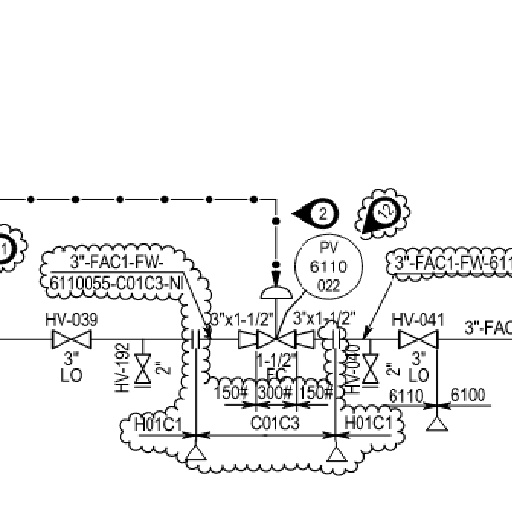 2
12
1
PV
6110
022
3"-FAC1-FW-
6110055-C01C3-NI
3"-FAC1-FW-611
HV-039
3"x1-1/2"
3"x1-1/2"
HV-041
3"-FAC
3"
LO
HV-192
2"
1-1/2"
FC
HV-040
2"
3"
LO
150#
300#
150#
6110
6100
H01C1
C01C3
H01C1